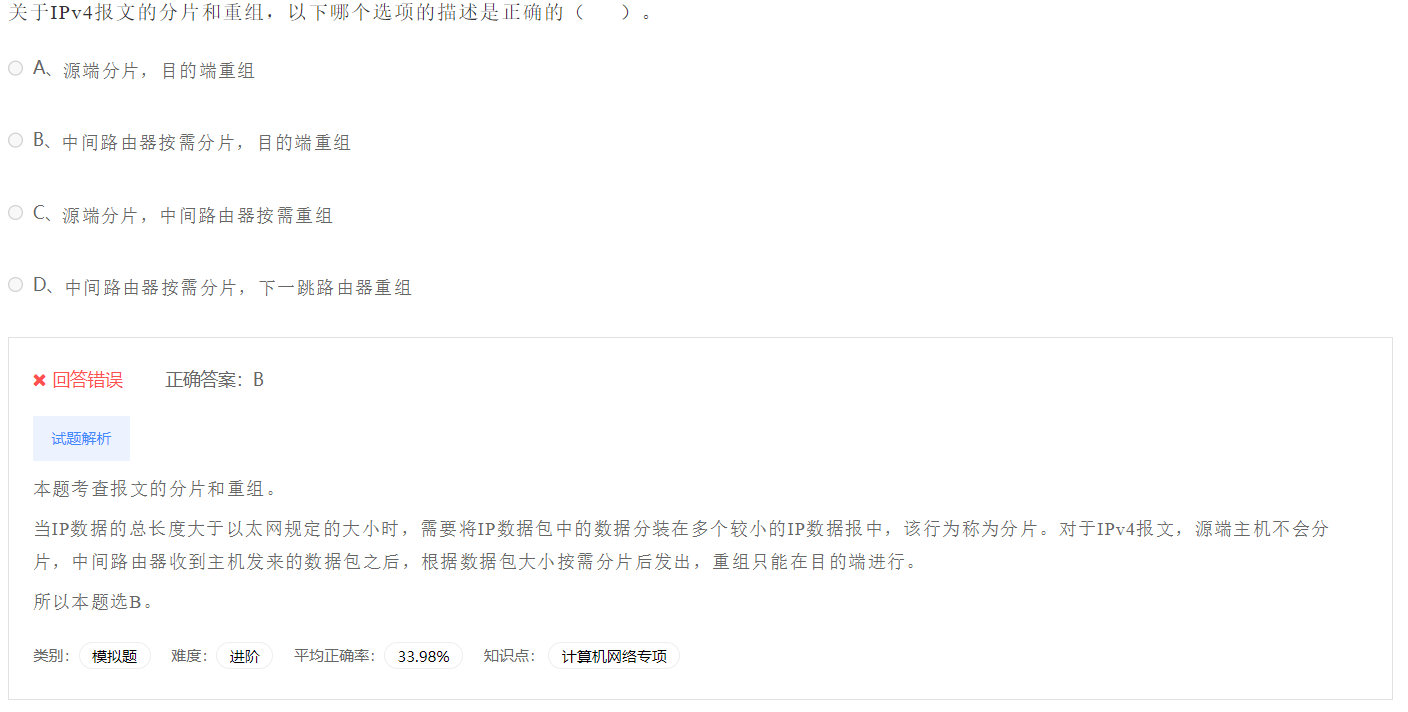 关于IPv4报文的分片和重组，以下哪个选项的描述是正确的（　　）。
A、源端分片，目的端重组
B、中间路由器按需分片，目的端重组
C、源端分片，中间路由器按需重组
D、中间路由器按需分片，下一跳路由器重组
✖ 回答错误 正确答案：B
试题解析
本题考查报文的分片和重组。
当IP数据的总长度大于以太网规定的大小时，需要将IP数据包中的数据分装在多个较小的IP数据报中，该行为称为分片。对于IPv4报文，源端主机不会分
片，中间路由器收到主机发来的数据包之后，根据数据包大小按需分片后发出，重组只能在目的端进行。
所以本题选B。
类别： 模拟题 难度： 进阶 平均正确率： 33.98% 知识点： 计算机网络专项